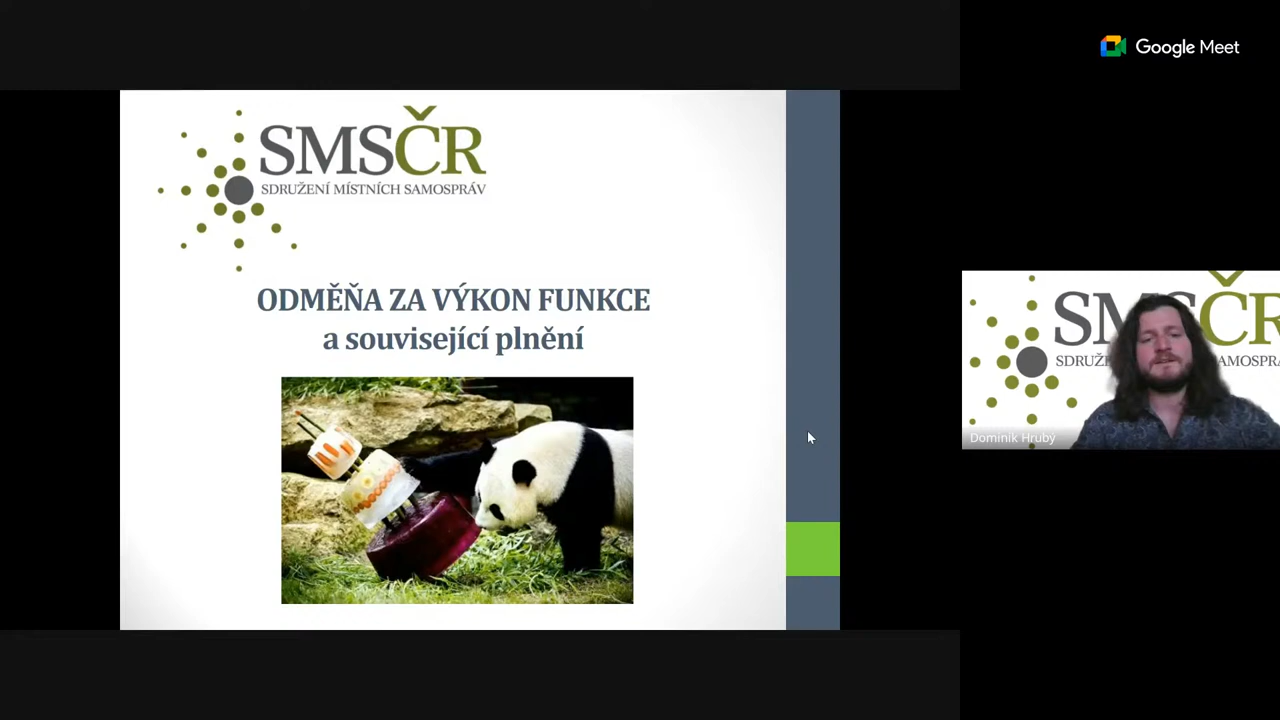 Google Meet
SMSČR
SDRUŽENÍ MÍSTNÍCH SAMOSPRÁV
ODMĚŇA ZA VÝKON FUNKCE
a související plnění
Dominik Hrubý